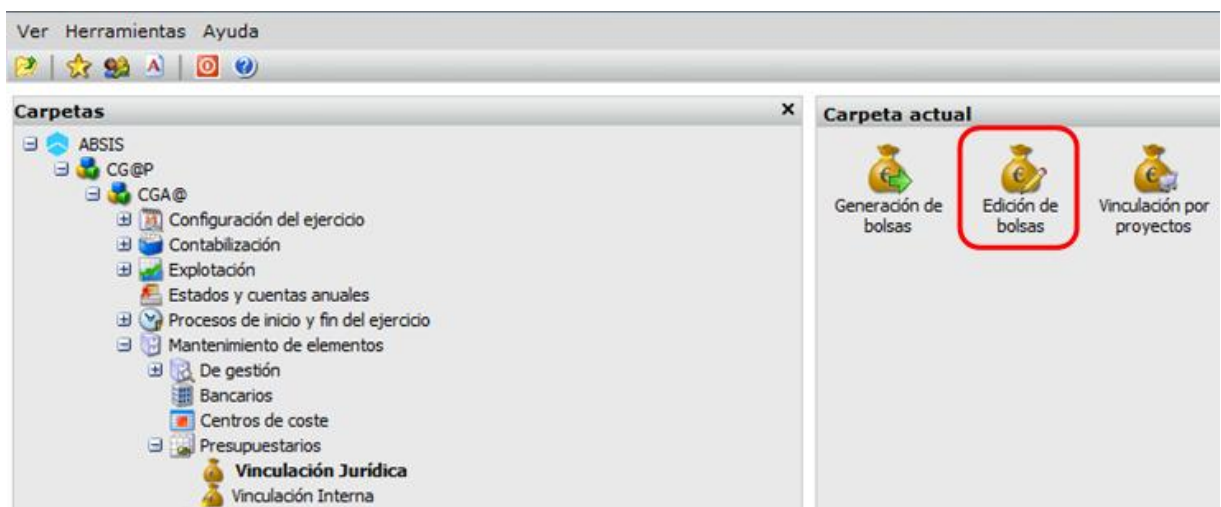 Ver Herramientas Ayuda
Carpetas
ABSIS
CG@P
CGA@
Configuración del ejercicio
Contabilización
Explotación
Estados y cuentas anuales
Procesos de inicio y fin del ejercicio
Mantenimiento de elementos
De gestión
Bancarios
Centros de coste
Presupuestarios
Vinculación Jurídica
Vinculación Interna
Carpeta actual
Generación de
bolsas
Edición de
bolsas
Vinculación por
proyectos